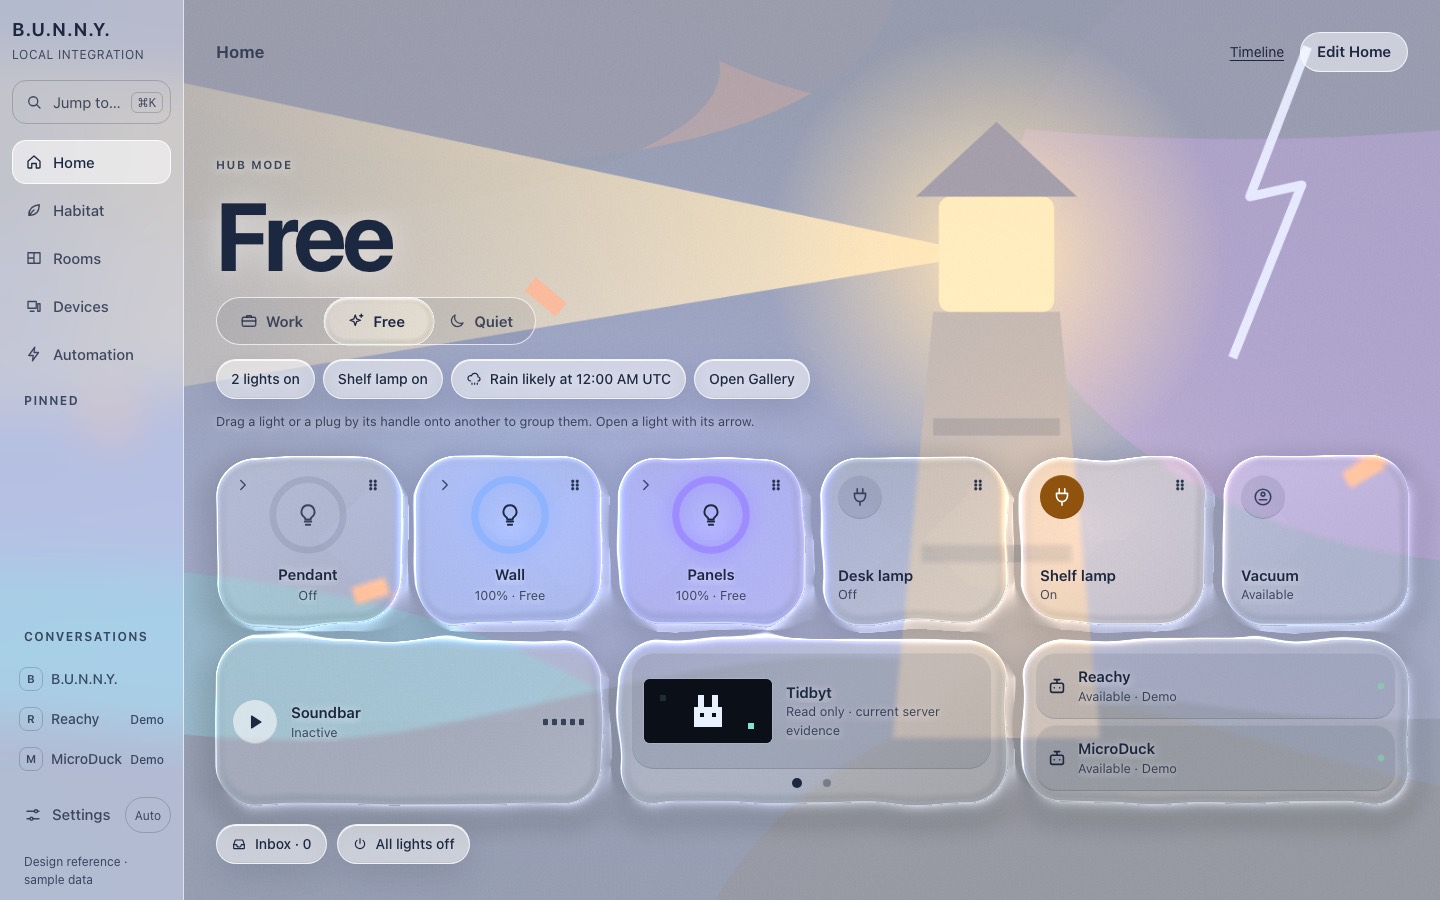 B.U.N.N.Y.
LOCAL INTEGRATION
Jump to... ⌘K
Home
Habitat
Rooms
Devices
Automation
PINNED
CONVERSATIONS
B B.U.N.N.Y.
R Reachy Demo
M MicroDuck Demo
Settings Auto
Design reference ·
sample data
Home
Timeline
Edit Home
HUB MODE
Free
Work Free Quiet
2 lights on
Shelf lamp on
Rain likely at 12:00 AM UTC
Open Gallery
Drag a light or a plug by its handle onto another to group them. Open a light with its arrow.
Pendant
Off
Wall
100% · Free
Panels
100% · Free
Desk lamp
Off
Shelf lamp
On
Vacuum
Available
Soundbar
Inactive
Tidbyt
Read only · current server
evidence
Reachy
Available · Demo
MicroDuck
Available · Demo
Inbox · 0
All lights off